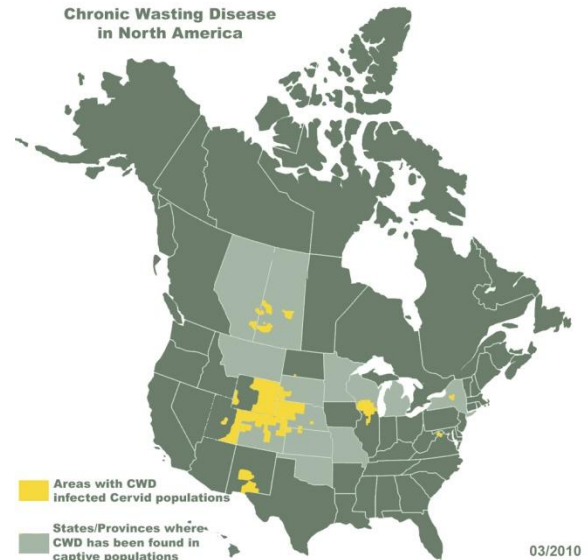 Chronic Wasting Disease
in North America
Areas with CWD
infected Cervid populations
States/Provinces where
CWD has been found in
captive populations
03/2010